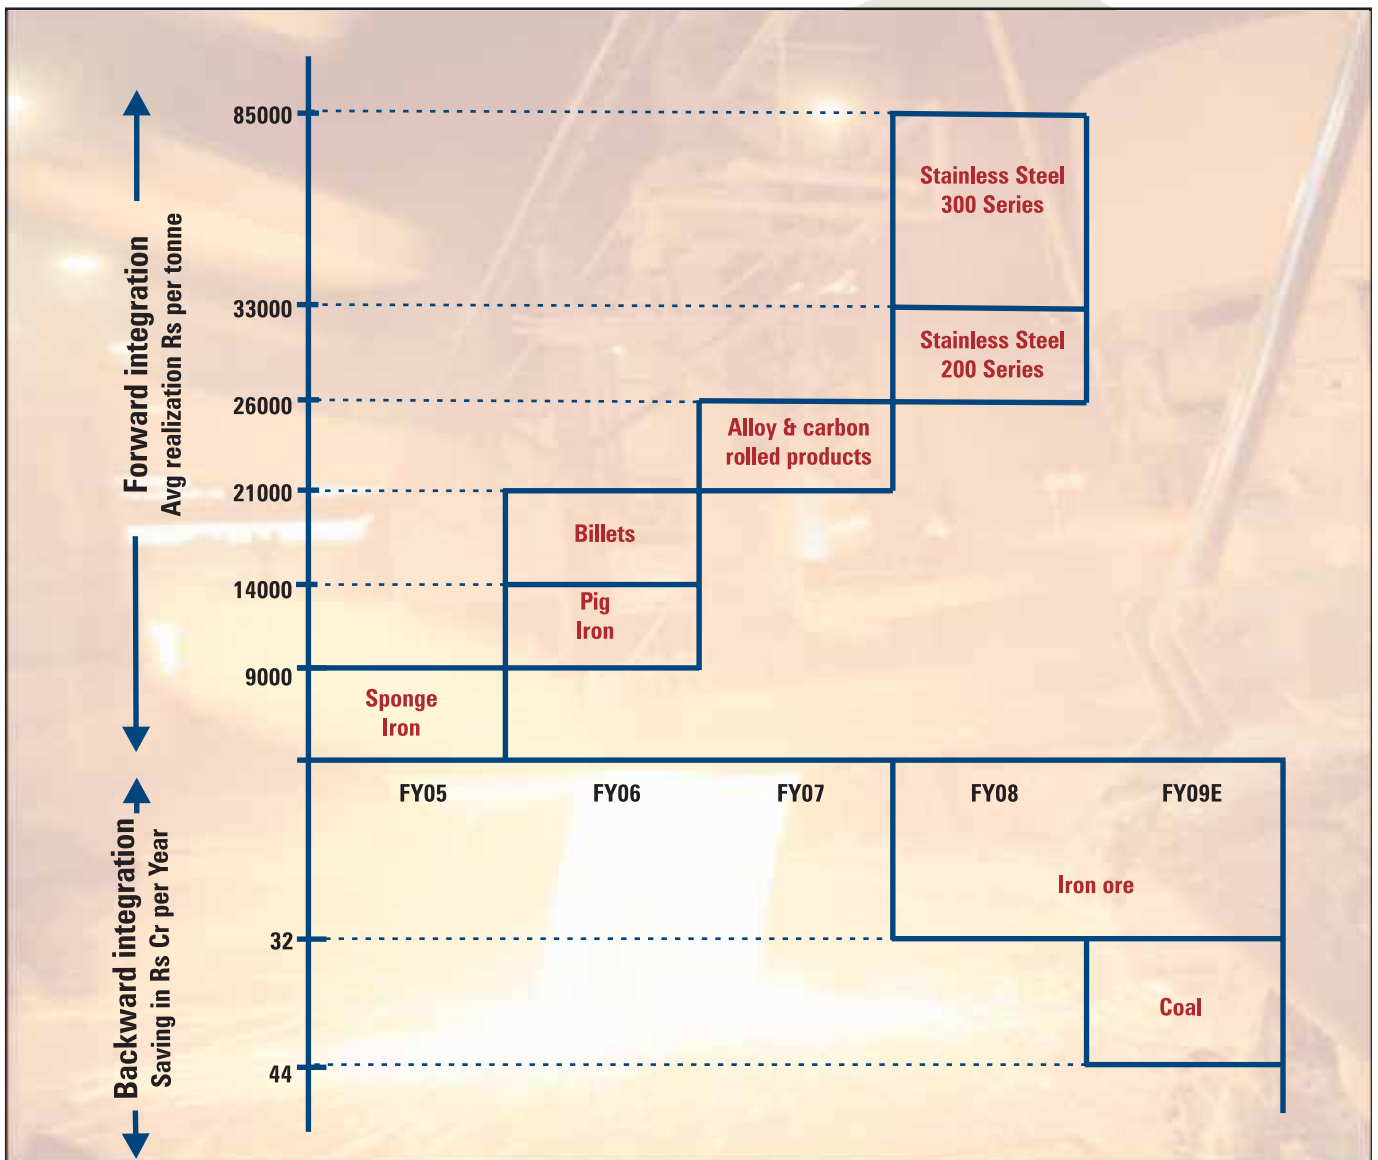 85000
33000
26000
21000
14000
9000
Forward integration
Avg realization Rs per tonne
Stainless Steel
300 Series
Stainless Steel
200 Series
Alloy & carbon
rolled products
Billets
Pig
Iron
Sponge
Iron
FY05 FY06 FY07 FY08 FY09E
Backward integration
Saving in Rs Cr per Year
Iron ore
32
Coal
44